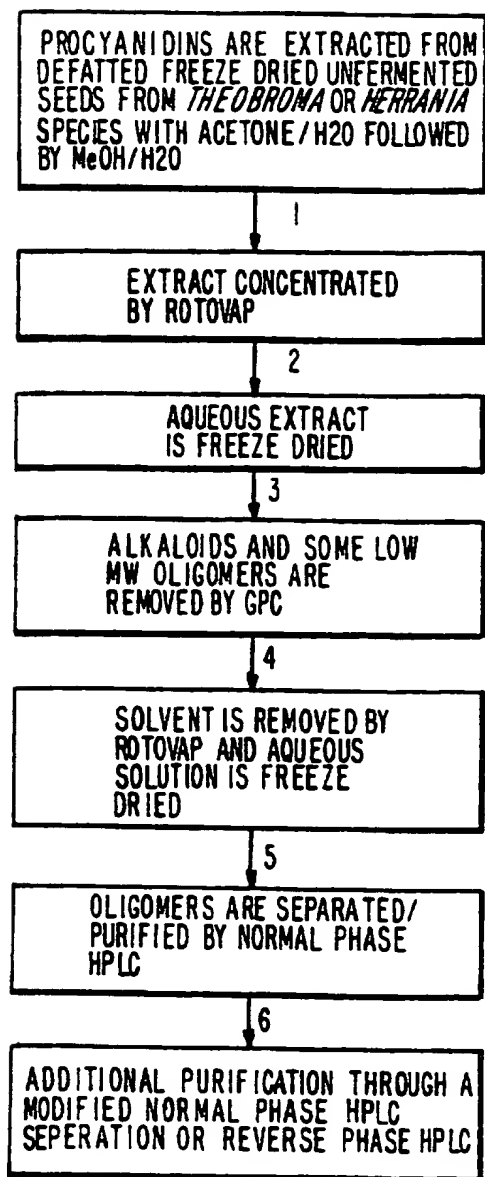 PROCYANIDINS ARE EXTRACTED FROM
DEFATTED FREEZE DRIED UNFERMENTED
SEEDS FROM THEOBROMA OR HERRANIA
SPECIES WITH ACETONE/H2O FOLLOWED
BY MeOH/H2O
1
EXTRACT CONCENTRATED
BY ROTOVAP
2
AQUEOUS EXTRACT
IS FREEZE DRIED
3
ALKALOIDS AND SOME LOW
MW OLIGOMERS ARE
REMOVED BY GPC
4
SOLVENT IS REMOVED BY
ROTOVAP AND AQUEOUS
SOLUTION IS FREEZE
DRIED
5
OLIGOMERS ARE SEPARATED/
PURIFIED BY NORMAL PHASE
HPLC
6
ADDITIONAL PURIFICATION THROUGH A
MODIFIED NORMAL PHASE HPLC
SEPERATION OR REVERSE PHASE HPLC